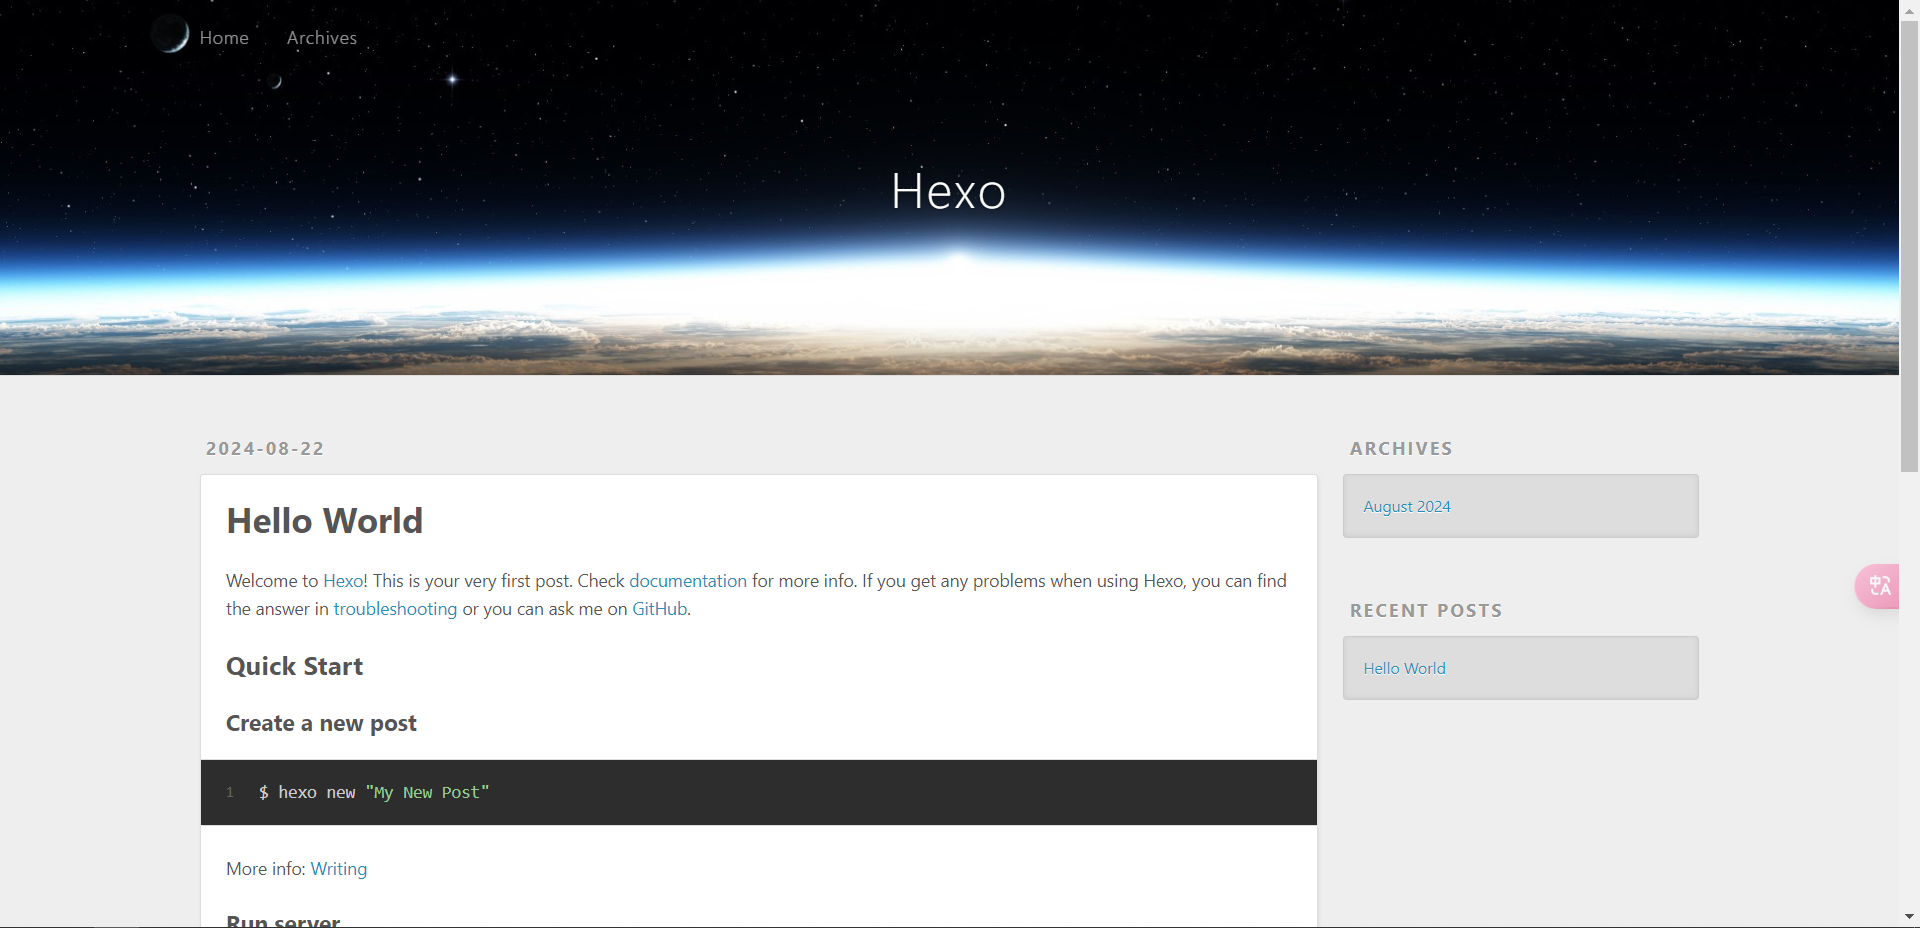 Home Archives
Hexo
2024-08-22
Hello World
Welcome to Hexo! This is your very first post. Check documentation for more info. If you get any problems when using Hexo, you can find
the answer in troubleshooting or you can ask me on GitHub.
Quick Start
Create a new post
1 $ hexo new "My New Post"
More info: Writing
Run server
ARCHIVES
August 2024
RECENT POSTS
Hello World
中A